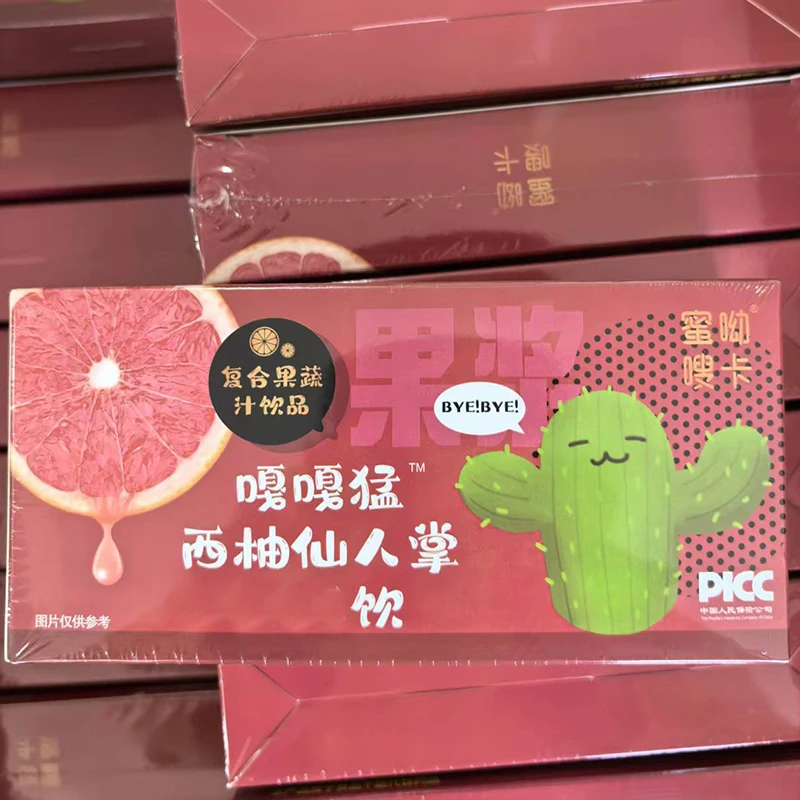 果浆
蜜呦®
嗖卡
复合果蔬
汁饮品
BYE!BYE!
嘎嘎猛™
西柚仙人掌
饮
图片仅供参考
PICC
中国人民保险公司